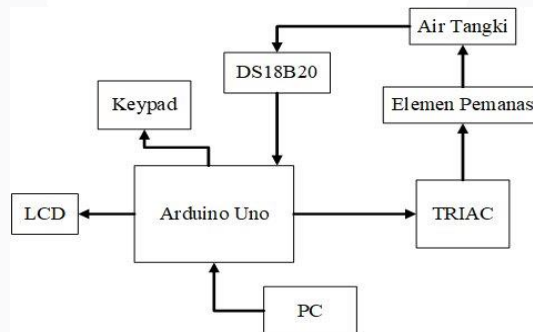 Air Tangki
DS18B20
Keypad
Elemen Pemanas
LCD
Arduino Uno
TRIAC
PC